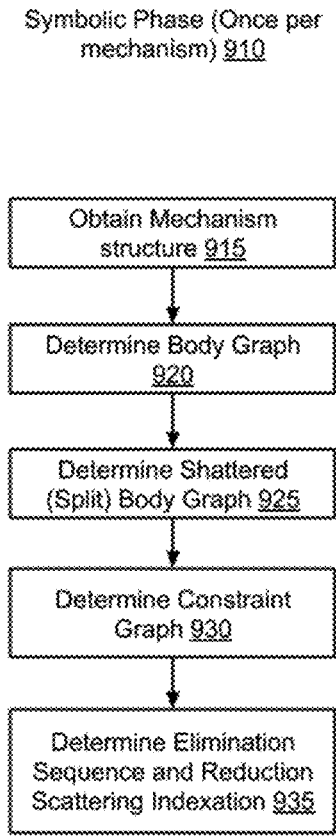 Symbolic Phase (Once per
mechanism) 910
Obtain Mechanism
structure 915
Determine Body Graph
920
Determine Shattered
(Split) Body Graph 925
Determine Constraint
Graph 930
Determine Elimination
Sequence and Reduction
Scattering Indexation 935